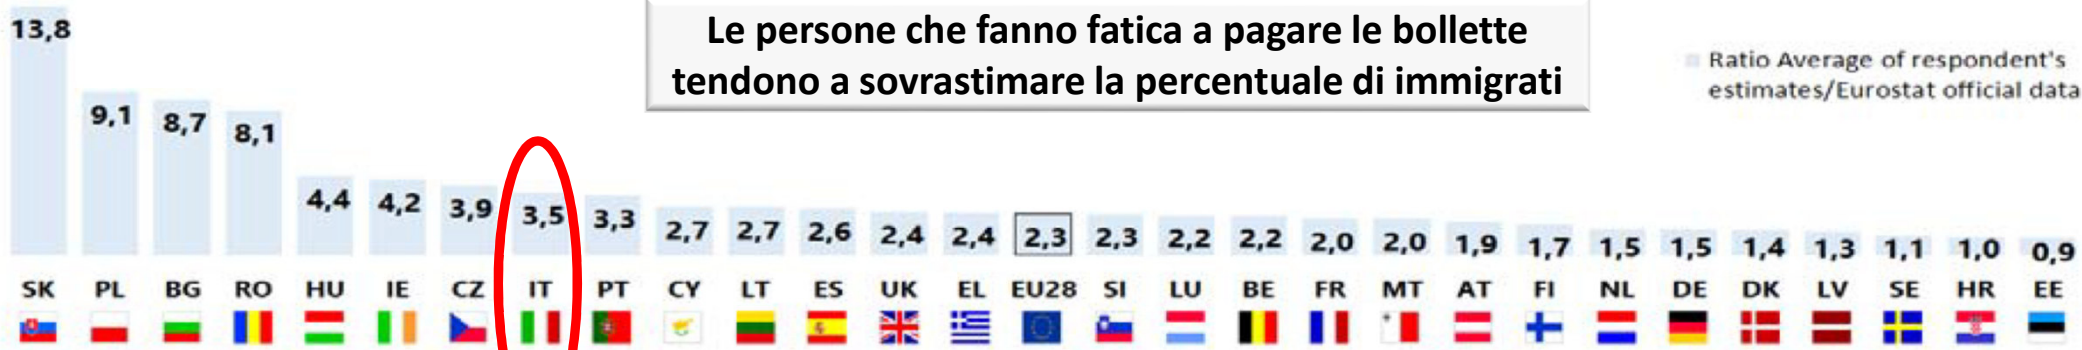 Le persone che fanno fatica a pagare le bollette
tendono a sovrastimare la percentuale di immigrati
Ratio Average of respondent's
estimates/Eurostat official data
13,8 9,1 8,7 8,1 4,4 4,2 3,9 3,5 3,3 2,7 2,7 2,6 2,4 2,4 2,3 2,3 2,2 2,2 2,0 2,0 1,9 1,7 1,5 1,5 1,4 1,3 1,1 1,0 0,9
SK PL BG RO HU IE CZ IT PT CY LT ES UK EL EU28 SI LU BE FR MT AT FI NL DE DK LV SE HR EE